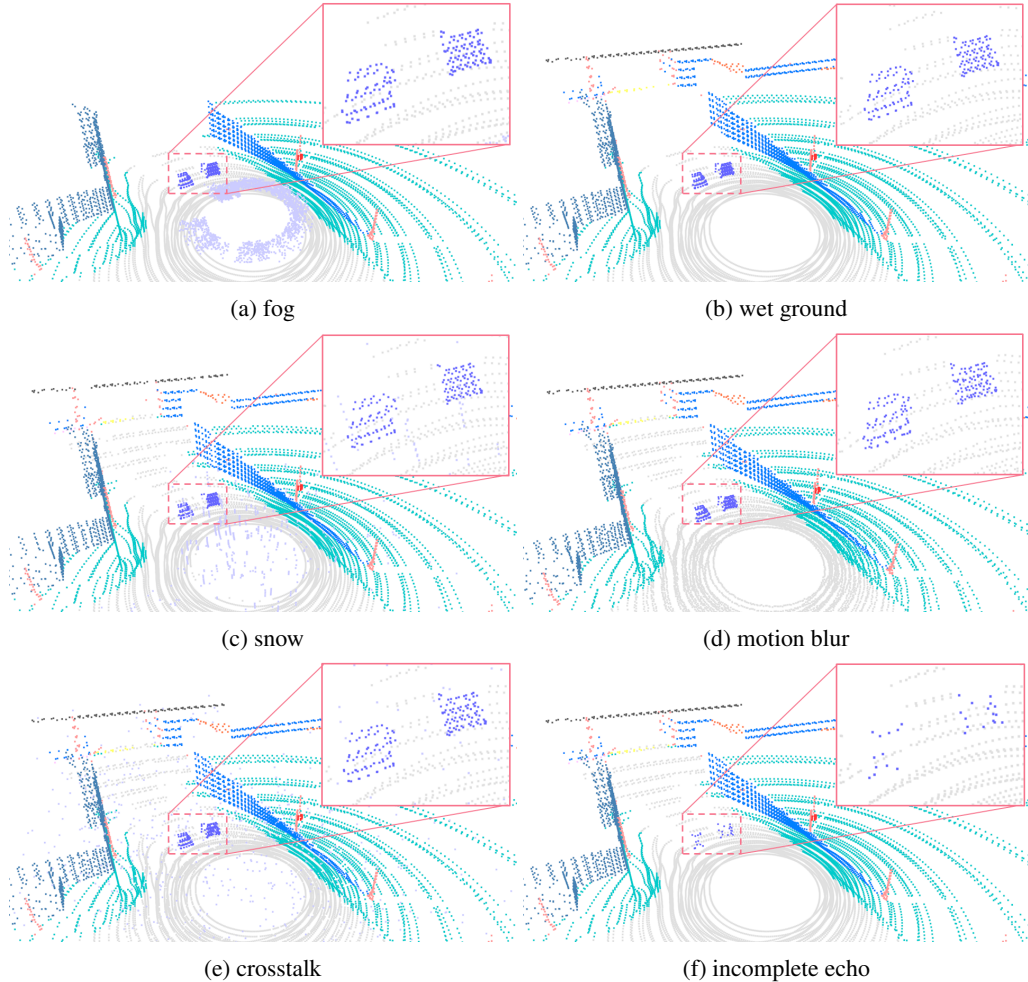 (a) fog
(b) wet ground
(c) snow
(d) motion blur
(e) crosstalk
(f) incomplete echo